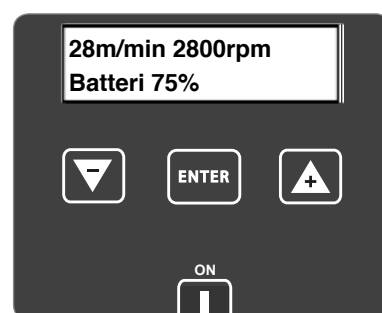 28m/min 2800rpm
Batteri 75%
-
ENTER
+
ON
I